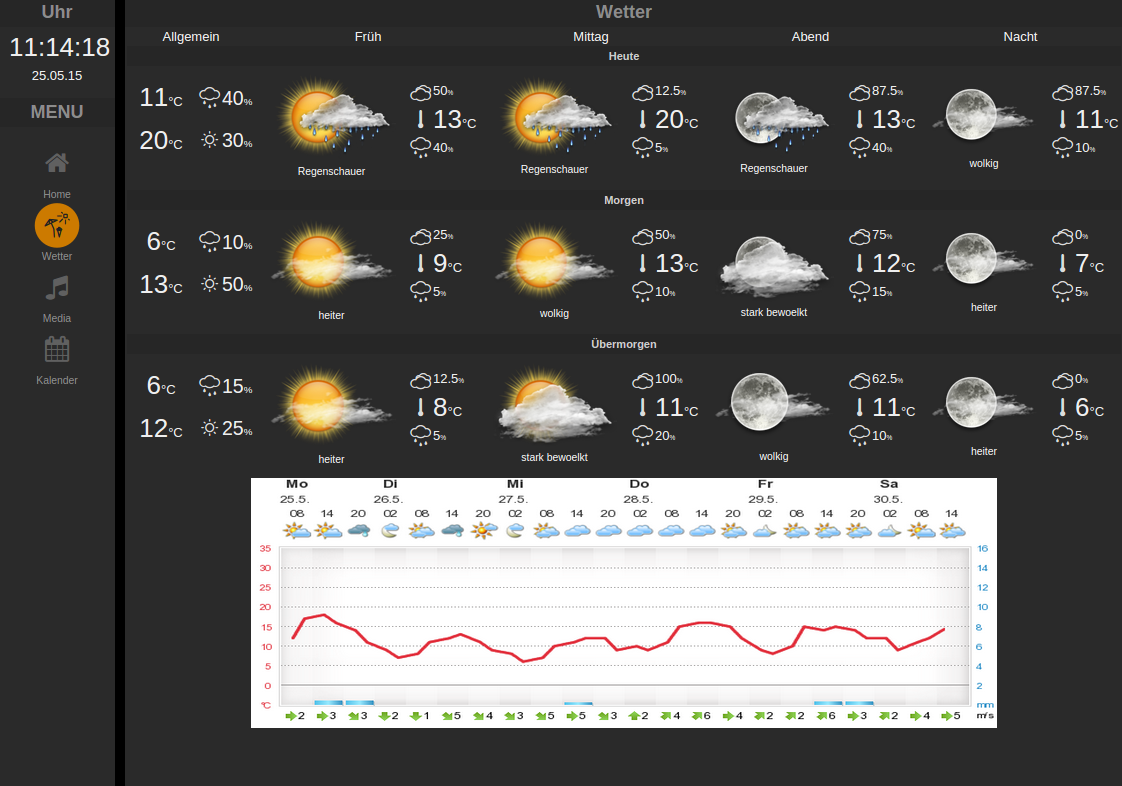 Uhr
11:14:18
25.05.15
MENU
Home
Wetter
Media
Kalender
Wetter
Allgemein Früh Mittag Abend Nacht
Heute
11°C 40% 50% 12.5% 87.5% 87.5%
13°C 20°C 13°C 11°C
20°C 30% 40% 5% 40% 10%
Regenschauer Regenschauer Regenschauer wolkig
Morgen
6°C 10% 25% 50% 75% 0%
9°C 13°C 12°C 7°C
13°C 50% 5% 10% 15% 5%
heiter wolkig stark bewoelkt heiter
Übermorgen
6°C 15% 12.5% 100% 62.5% 0%
8°C 11°C 11°C 6°C
12°C 25% 5% 20% 10% 5%
heiter stark bewoelkt wolkig heiter
Mo Di Mi Do Fr Sa
25.5. 26.5. 27.5. 28.5. 29.5. 30.5.
08 14 20 02 08 14 20 02 08 14 20 02 08 14 20 02 08 14 20 02 08 14
35 16
30 14
25 12
20 10
15 8
10 6
5 4
0 2
°C mm
2 3 3 2 1 5 4 3 5 5 3 2 4 6 4 2 2 6 3 2 4 5 m/s